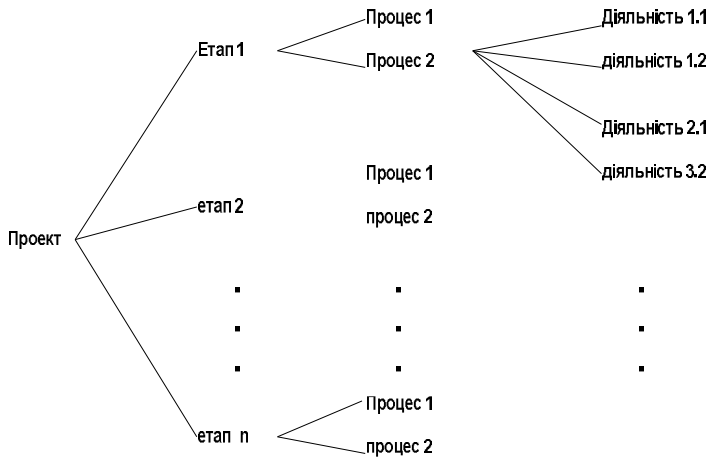 Процес 1
Діяльність 1.1
Етап 1
Процес 2
діяльність 1.2
Діяльність 2.1
Процес 1
діяльність 3.2
етап 2
процес 2
Проект
Процес 1
етап n
процес 2